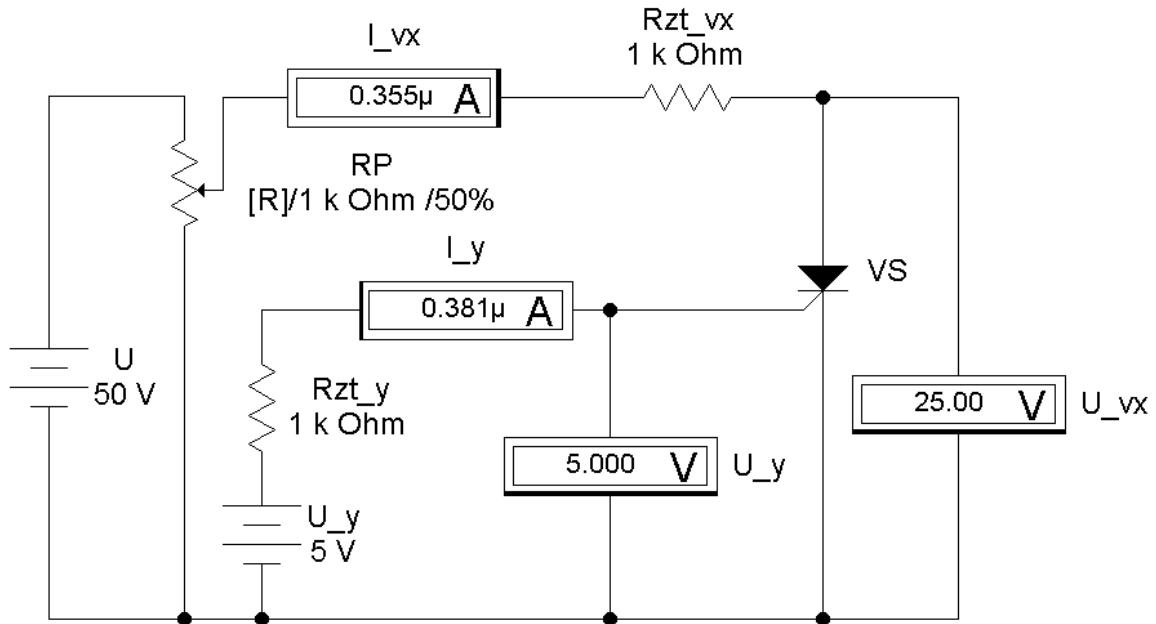 I_vx
0.355µ A
Rzt_vx
1 k Ohm
RP
[R]/1 k Ohm /50%
I_y
0.381µ A
VS
U
50 V
Rzt_y
1 k Ohm
25.00 V
U_vx
5.000 V
U_y
U_y
5 V